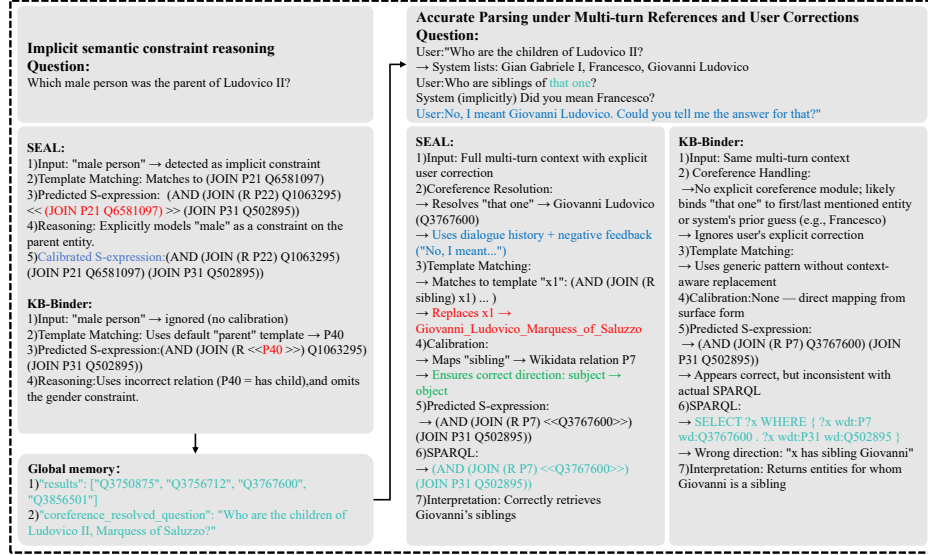 Implicit semantic constraint reasoning
Question:
Which male person was the parent of Ludovico II?
SEAL:
1)Input: "male person" → detected as implicit constraint
2)Template Matching: Matches to (JOIN P21 Q6581097)
3)Predicted S-expression: (AND (JOIN (R P22) Q1063295)
<< (JOIN P21 Q6581097) >> (JOIN P31 Q502895))
4)Reasoning: Explicitly models "male" as a constraint on the
parent entity.
5)Calibrated S-expression:(AND (JOIN (R P22) Q1063295)
(JOIN P21 Q6581097) (JOIN P31 Q502895))
KB-Binder:
1)Input: "male person" → ignored (no calibration)
2)Template Matching: Uses default "parent" template → P40
3)Predicted S-expression:(AND (JOIN (R <<P40 >>) Q1063295)
(JOIN P31 Q502895))
4)Reasoning:Uses incorrect relation (P40 = has child),and omits
the gender constraint.
Global memory:
1)"results": ["Q3750875", "Q3756712", "Q3767600",
"Q3856501"]
2)"coreference_resolved_question": "Who are the children of
Ludovico II, Marquess of Saluzzo?"
Accurate Parsing under Multi-turn References and User Corrections
Question:
User:"Who are the children of Ludovico II?
→ System lists: Gian Gabriele I, Francesco, Giovanni Ludovico
User:Who are siblings of that one?
System (implicitly) Did you mean Francesco?
User:No, I meant Giovanni Ludovico. Could you tell me the answer for that?"
SEAL:
1)Input: Full multi-turn context with explicit
user correction
2)Coreference Resolution:
→ Resolves "that one" → Giovanni Ludovico
(Q3767600)
→ Uses dialogue history + negative feedback
("No, I meant...")
3)Template Matching:
→ Matches to template "x1": (AND (JOIN (R
sibling) x1) ... )
→ Replaces x1 →
Giovanni_Ludovico_Marquess_of_Saluzzo
4)Calibration:
→ Maps "sibling" → Wikidata relation P7
→ Ensures correct direction: subject →
object
5)Predicted S-expression:
→ (AND (JOIN (R P7) <<Q3767600>>)
(JOIN P31 Q502895))
6)SPARQL:
→ (AND (JOIN (R P7) <<Q3767600>>)
(JOIN P31 Q502895))
7)Interpretation: Correctly retrieves
Giovanni's siblings
KB-Binder:
1)Input: Same multi-turn context
2) Coreference Handling:
→No explicit coreference module; likely
binds "that one" to first/last mentioned entity
or system's prior guess (e.g., Francesco)
→ Ignores user's explicit correction
3)Template Matching:
→ Uses generic pattern without context-
aware replacement
4)Calibration:None — direct mapping from
surface form
5)Predicted S-expression:
→ (AND (JOIN (R P7) Q3767600) (JOIN
P31 Q502895))
→ Appears correct, but inconsistent with
actual SPARQL
6)SPARQL:
→ SELECT ?x WHERE { ?x wdt:P7
wd:Q3767600 . ?x wdt:P31 wd:Q502895 }
→ Wrong direction: "x has sibling Giovanni"
7)Interpretation: Returns entities for whom
Giovanni is a sibling